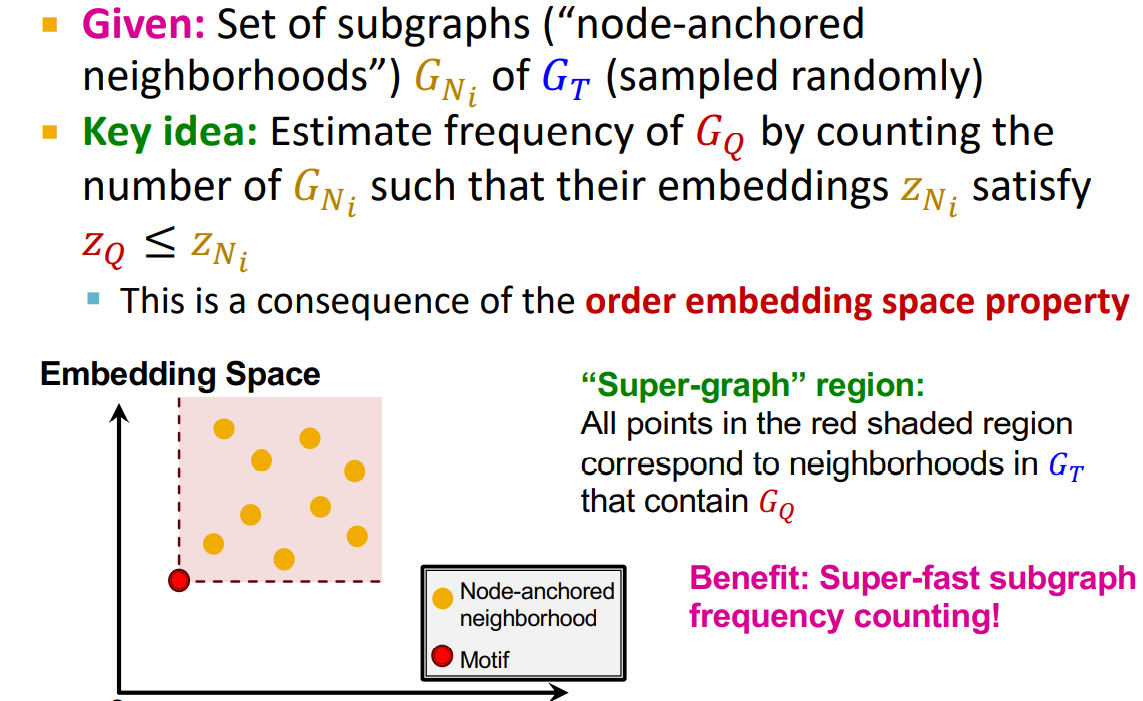 Given: Set of subgraphs (“node-anchored
neighborhoods”) G_{N_i} of G_T (sampled randomly)
Key idea: Estimate frequency of G_Q by counting the
number of G_{N_i} such that their embeddings z_{N_i} satisfy
z_Q ≤ z_{N_i}
This is a consequence of the order embedding space property
Embedding Space
“Super-graph” region:
All points in the red shaded region
correspond to neighborhoods in G_T
that contain G_Q
Node-anchored
neighborhood
Motif
Benefit: Super-fast subgraph
frequency counting!